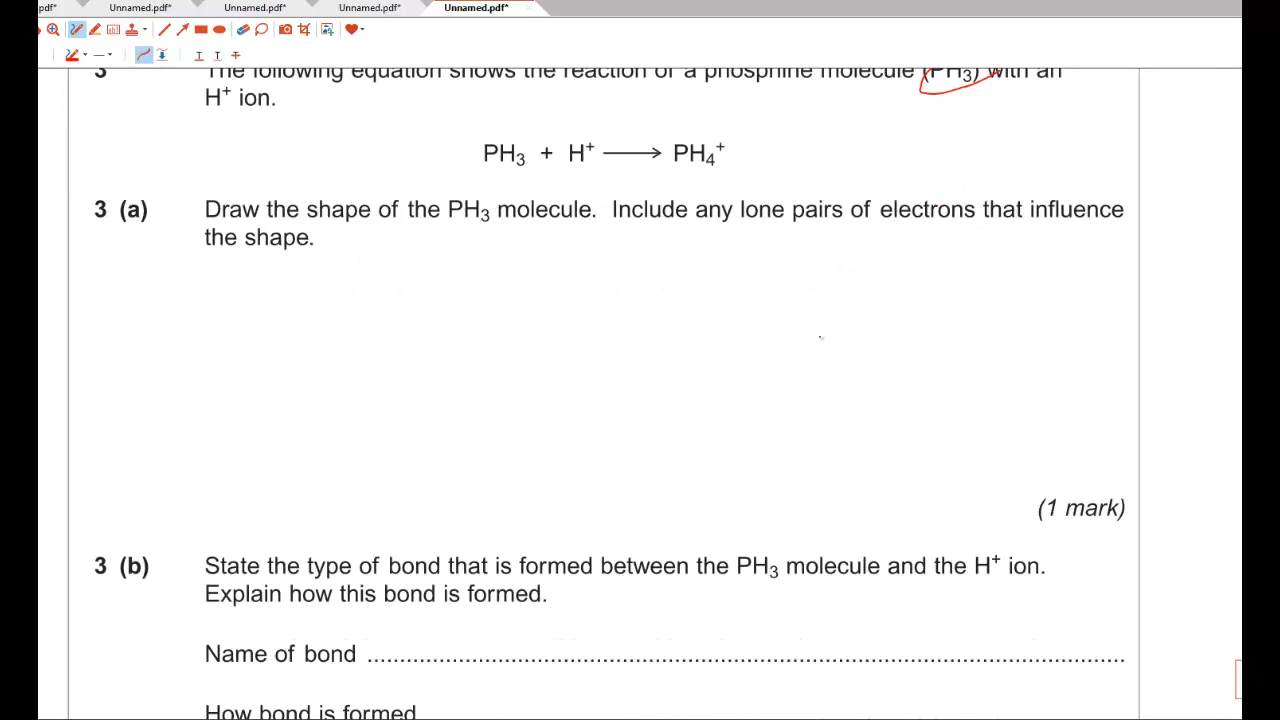 pdf*
Unnamed.pdf*
Unnamed.pdf*
Unnamed.pdf*
Unnamed.pdf*
3 The following equation shows the reaction of a phosphine molecule (PH₃) with an
H⁺ ion.
PH₃ + H⁺ ⟶ PH₄⁺
3 (a) Draw the shape of the PH₃ molecule. Include any lone pairs of electrons that influence
the shape.
(1 mark)
3 (b) State the type of bond that is formed between the PH₃ molecule and the H⁺ ion.
Explain how this bond is formed.
Name of bond ....................................................................................................................
How bond is formed